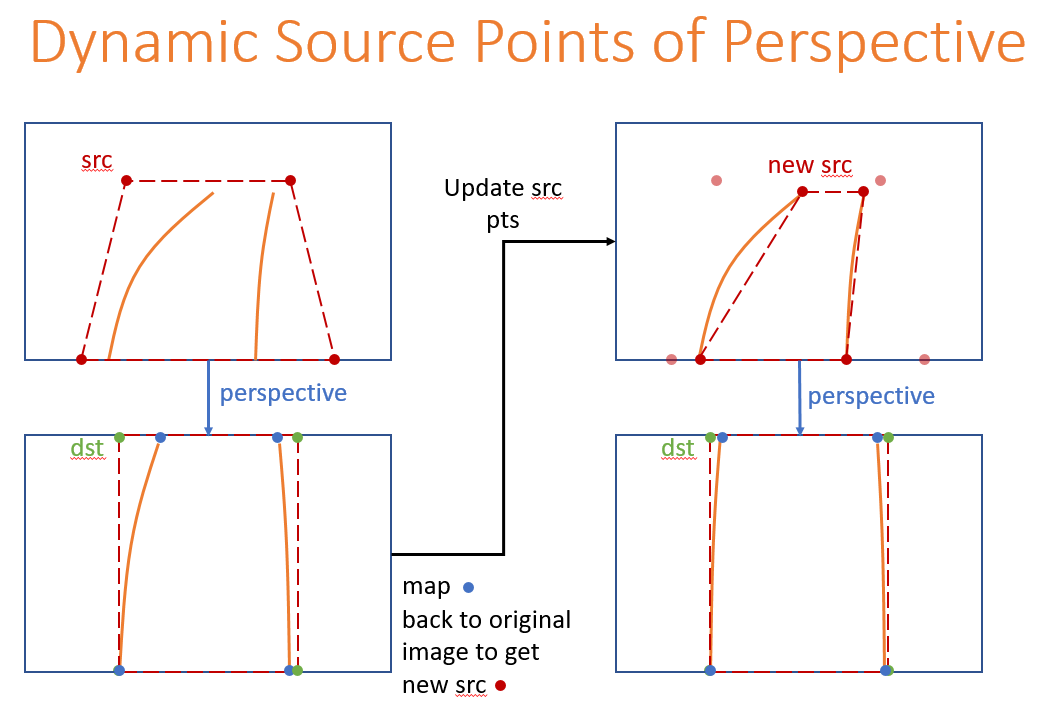 Dynamic Source Points of Perspective
src
new src
Update src
pts
perspective
perspective
dst
dst
map
back to original
image to get
new src